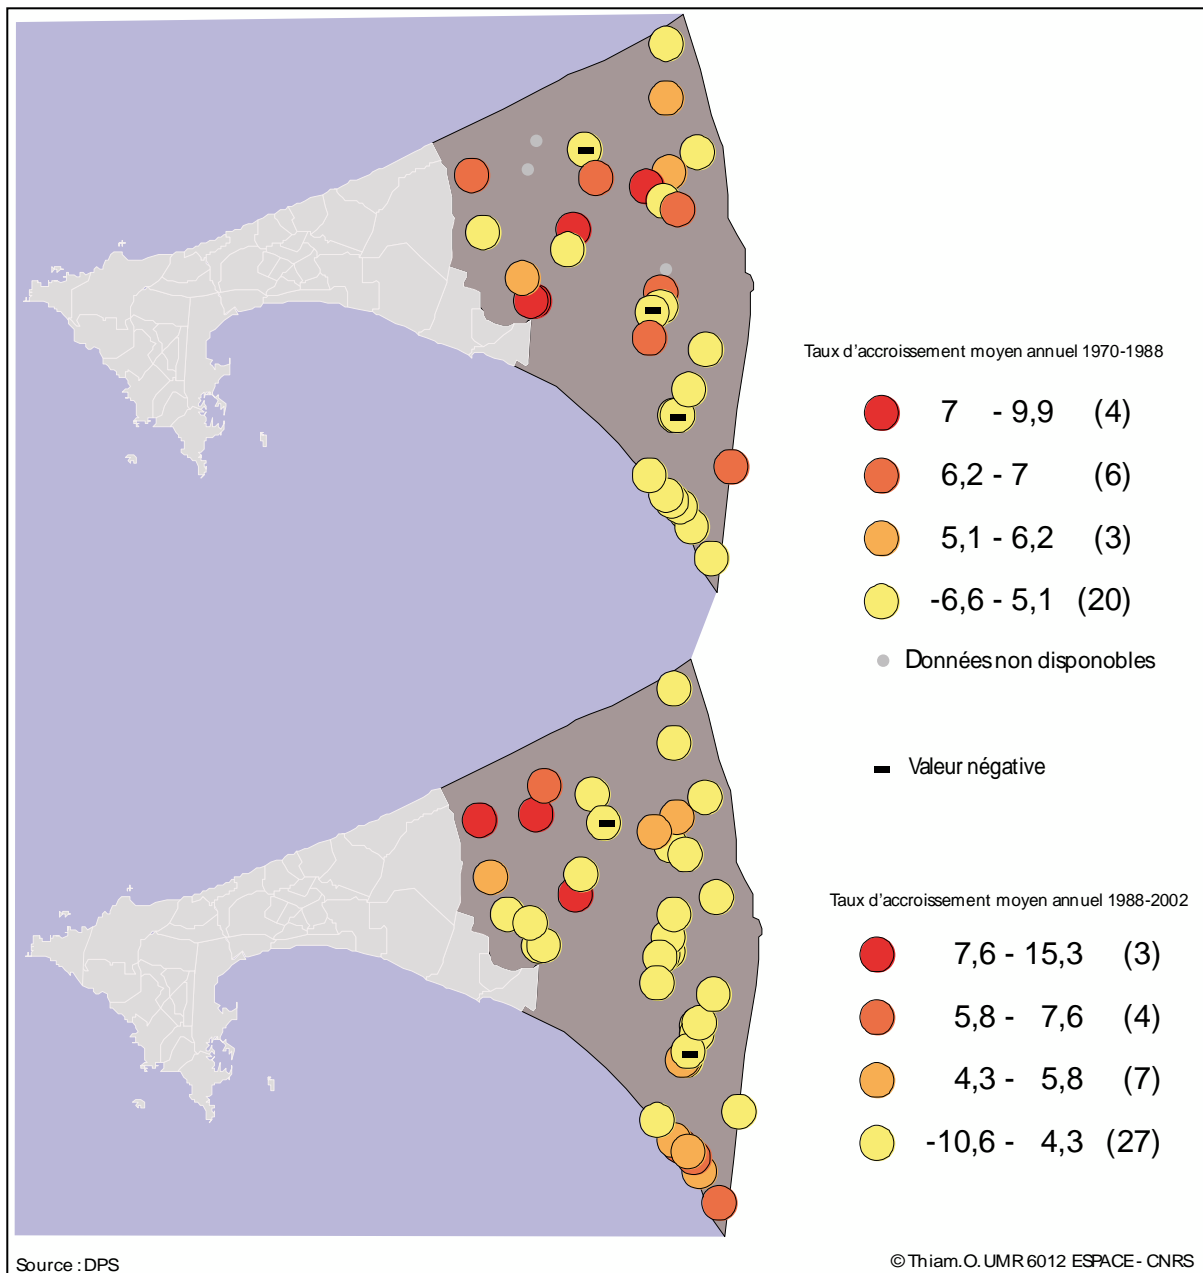 Taux d'accroissement moyen annuel 1970-1988
7 - 9,9 (4)
6,2 - 7 (6)
5,1 - 6,2 (3)
-6,6 - 5,1 (20)
Données non disponobles
Valeur négative
Taux d'accroissement moyen annuel 1988-2002
7,6 - 15,3 (3)
5,8 - 7,6 (4)
4,3 - 5,8 (7)
-10,6 - 4,3 (27)
Source : DPS
© Thiam.O. UMR 6012 ESPACE - CNRS